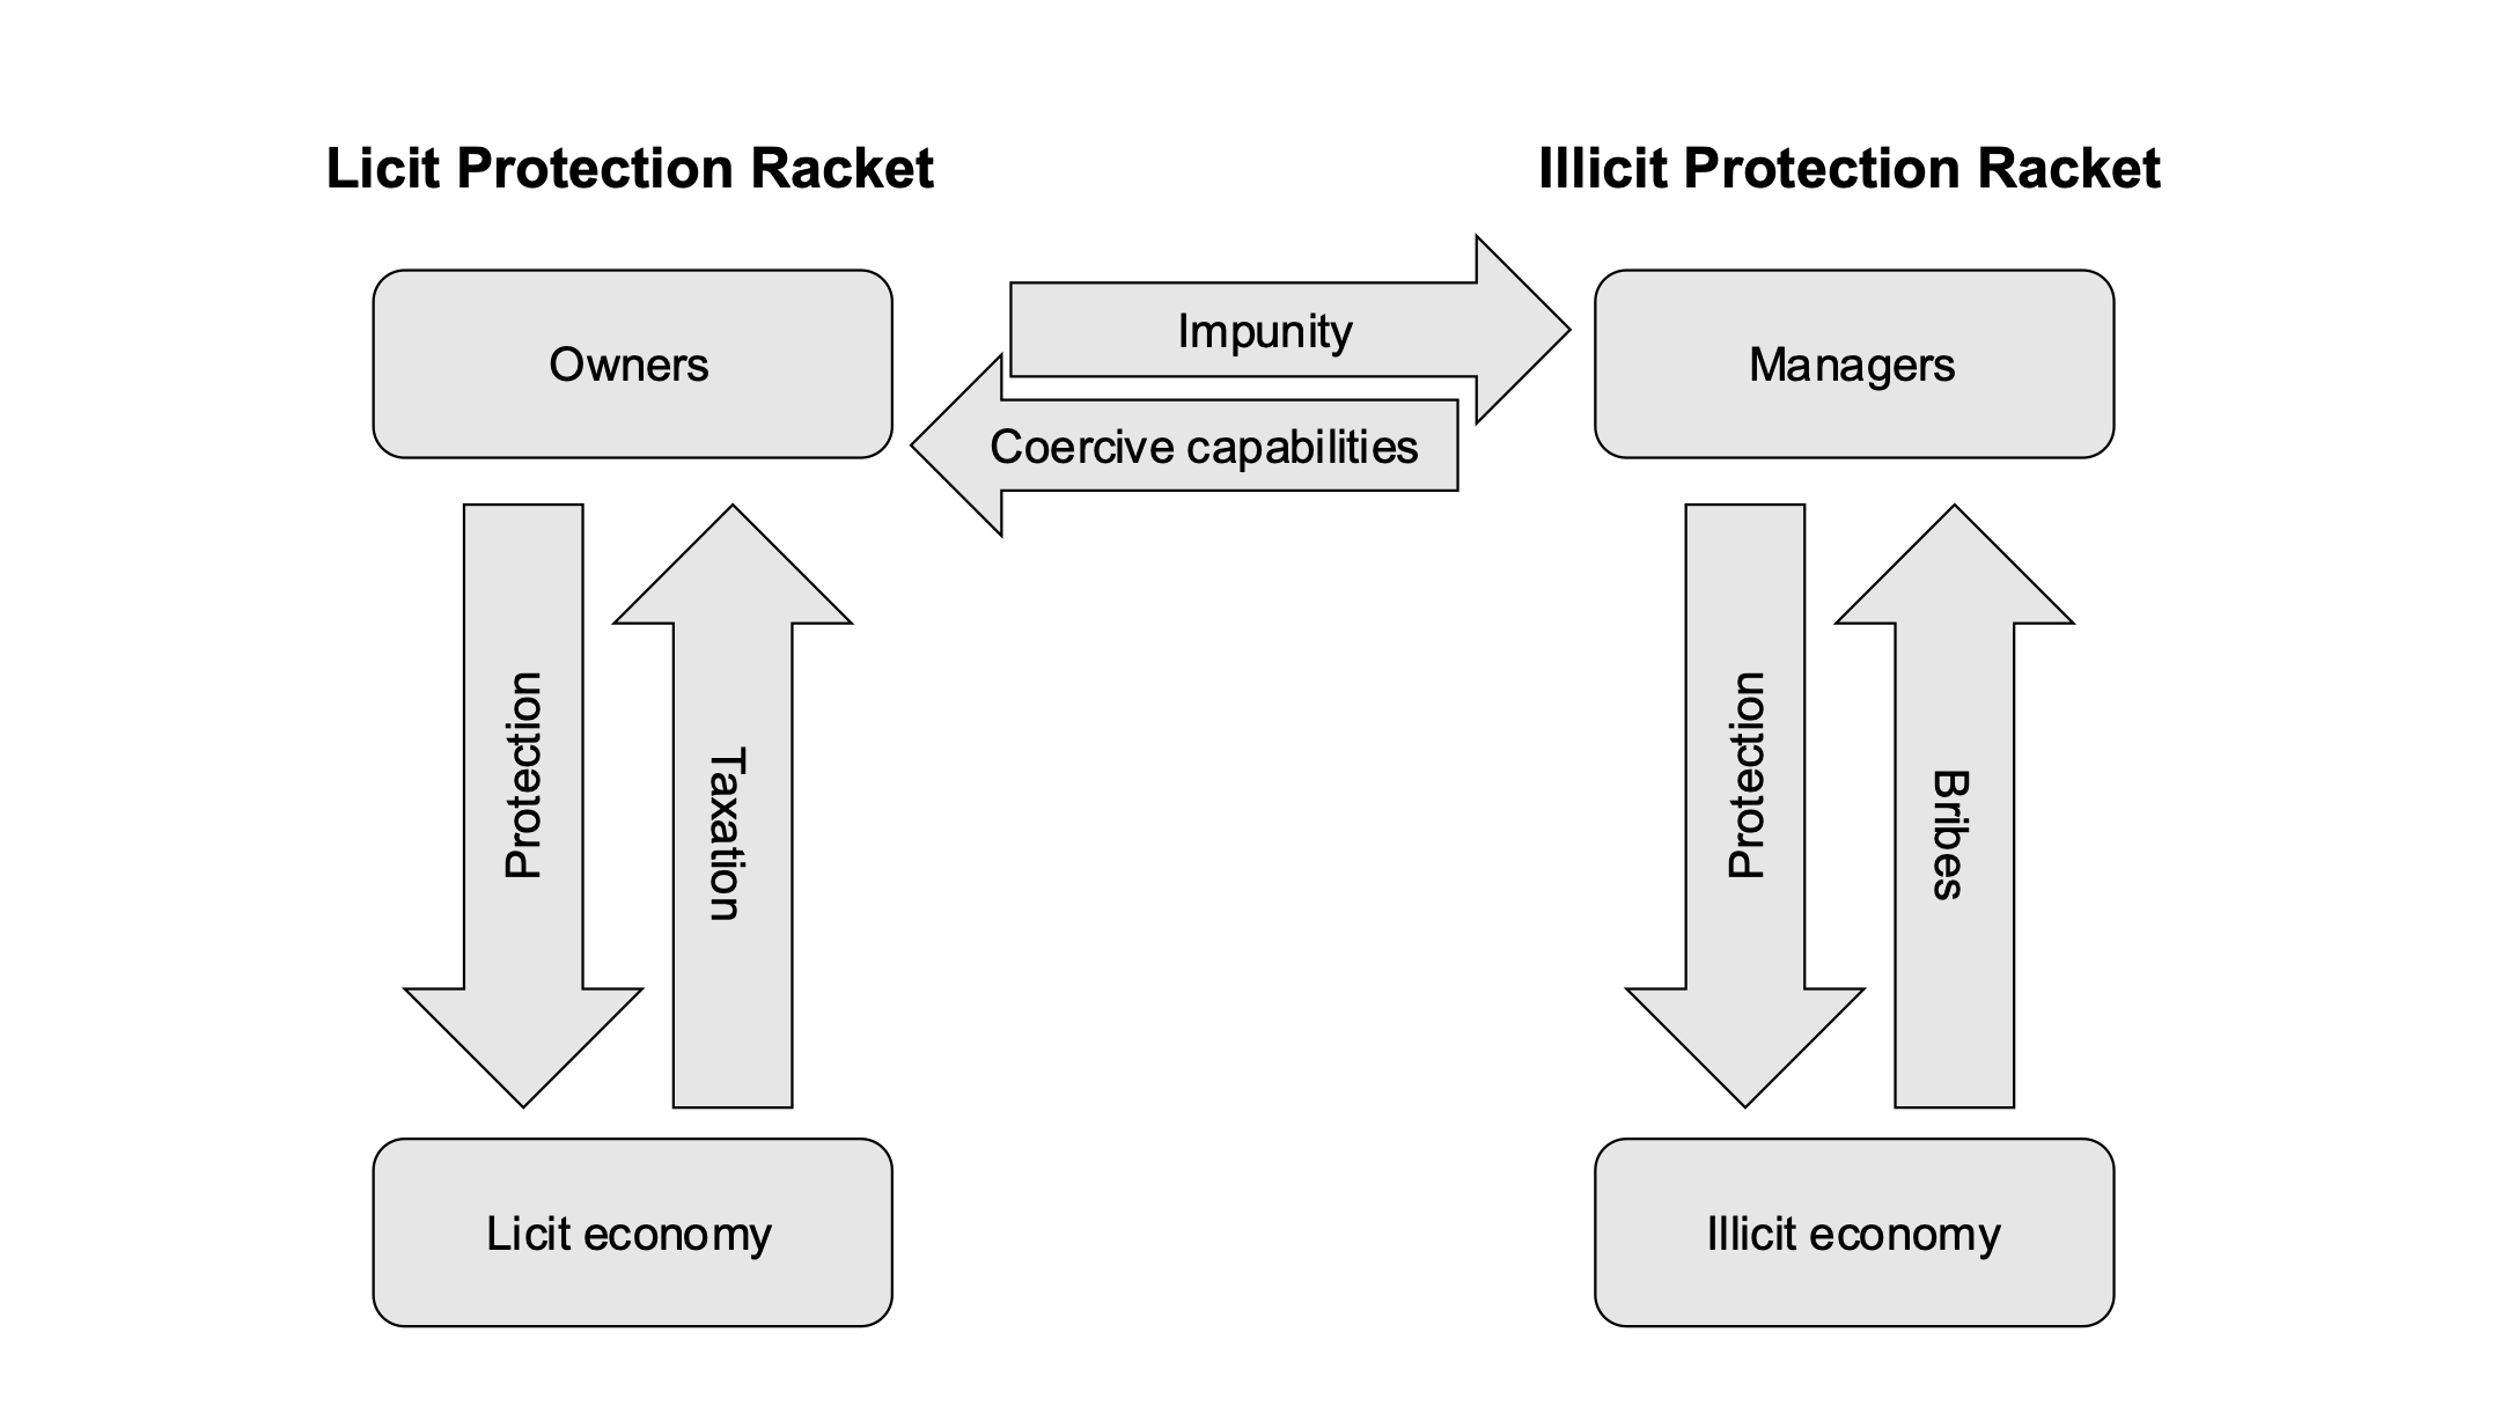 Licit Protection Racket
Illicit Protection Racket
Owners
Impunity
Coercive capabilities
Managers
Protection
Taxation
Protection
Bribes
Licit economy
Illicit economy